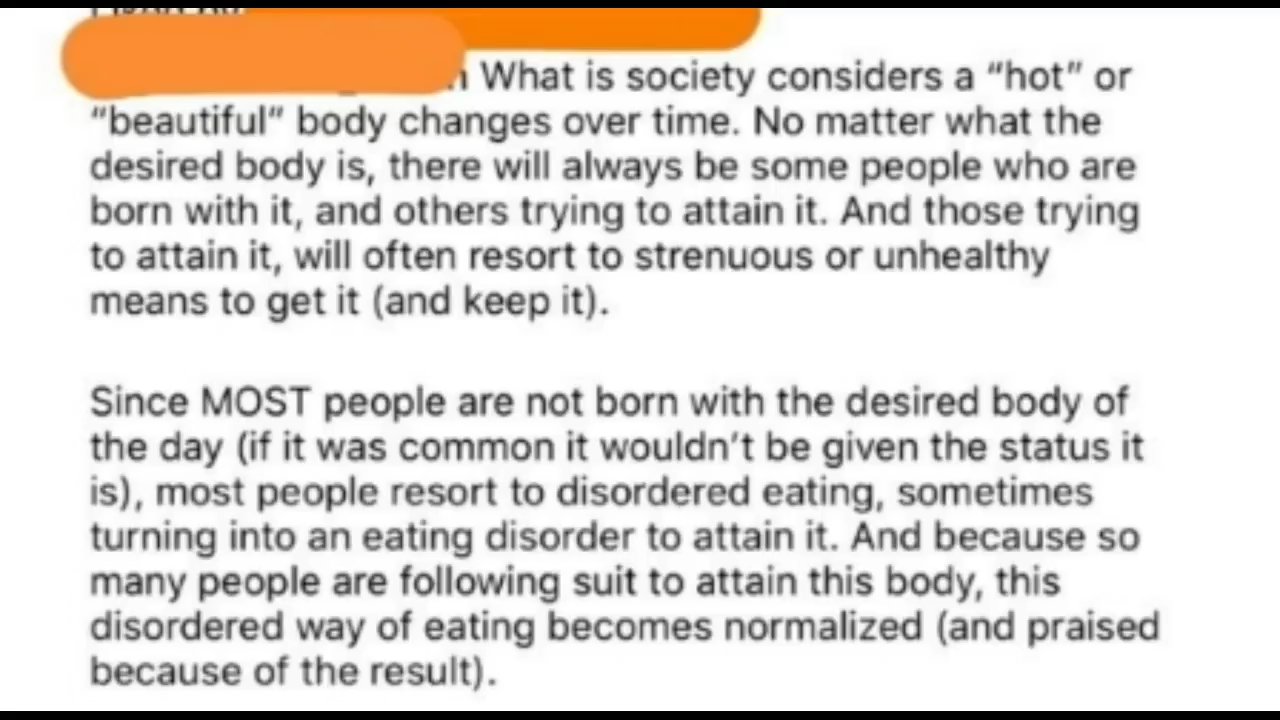 What is society considers a “hot” or
“beautiful” body changes over time. No matter what the
desired body is, there will always be some people who are
born with it, and others trying to attain it. And those trying
to attain it, will often resort to strenuous or unhealthy
means to get it (and keep it).
Since MOST people are not born with the desired body of
the day (if it was common it wouldn’t be given the status it
is), most people resort to disordered eating, sometimes
turning into an eating disorder to attain it. And because so
many people are following suit to attain this body, this
disordered way of eating becomes normalized (and praised
because of the result).